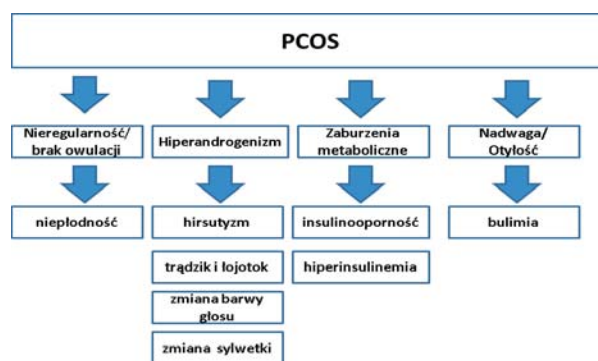 PCOS
Nieregularność/
brak owulacji
Hiperandrogenizm
Zaburzenia
metaboliczne
Nadwaga/
Otyłość
niepłodność
hirsutyzm
insulinooporność
bulimia
trądzik i łojotok
hiperinsulinemia
zmiana barwy
głosu
zmiana sylwetki